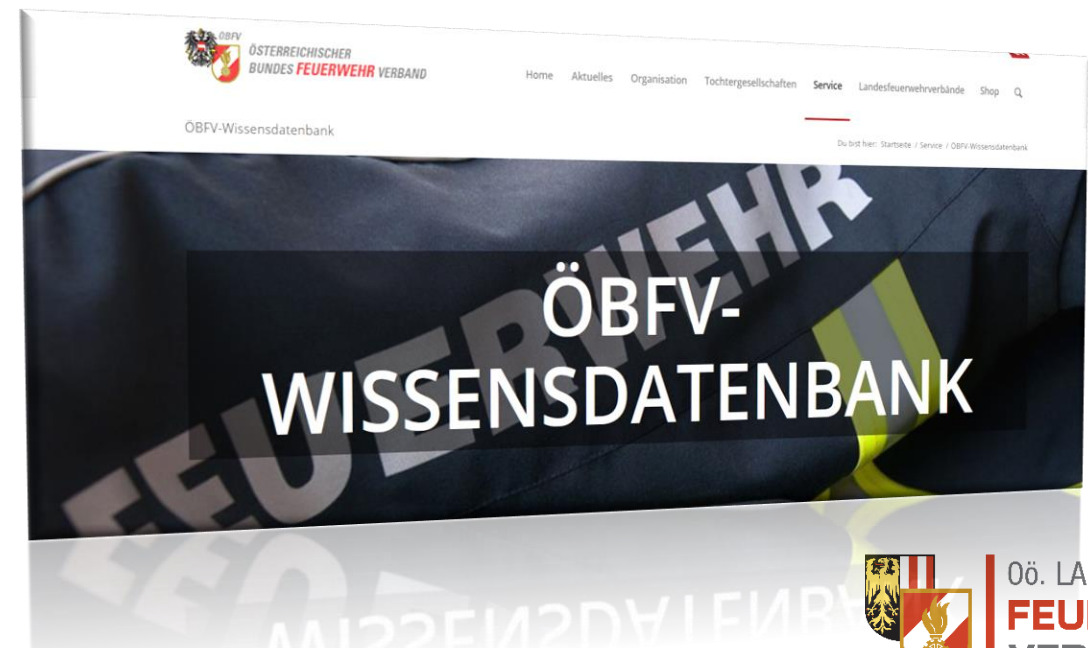 ÖBFV
ÖSTERREICHISCHER
BUNDES FEUERWEHR VERBAND
Home Aktuelles Organisation Tochtergesellschaften Service Landesfeuerwehrverbände Shop
ÖBFV-Wissensdatenbank
Du bist hier: Startseite / Service / ÖBFV-Wissensdatenbank
FEUERWEHR
ÖBFV-
WISSENSDATENBANK
OÖ. LA
FEU